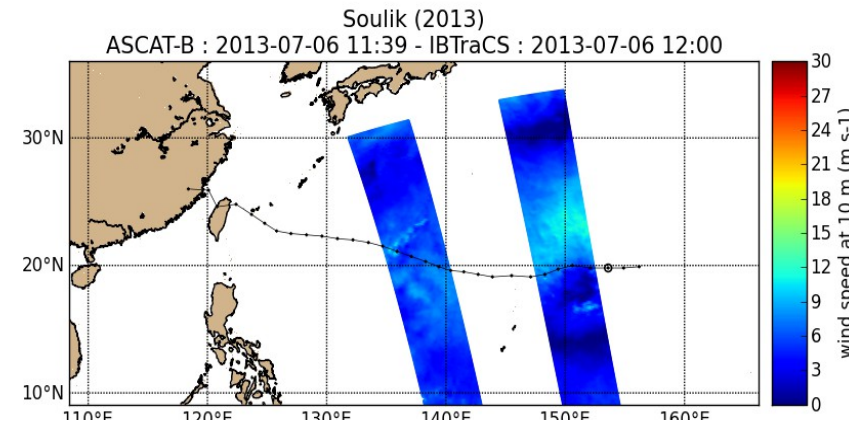 Soulik (2013)
ASCAT-B : 2013-07-06 11:39 - IBTraCS : 2013-07-06 12:00
30°N
20°N
10°N
110°E 120°E 130°E 140°E 150°E 160°E
30
27
24
21
18
15
12
9
6
3
0
wind speed at 10 m (m s-1)